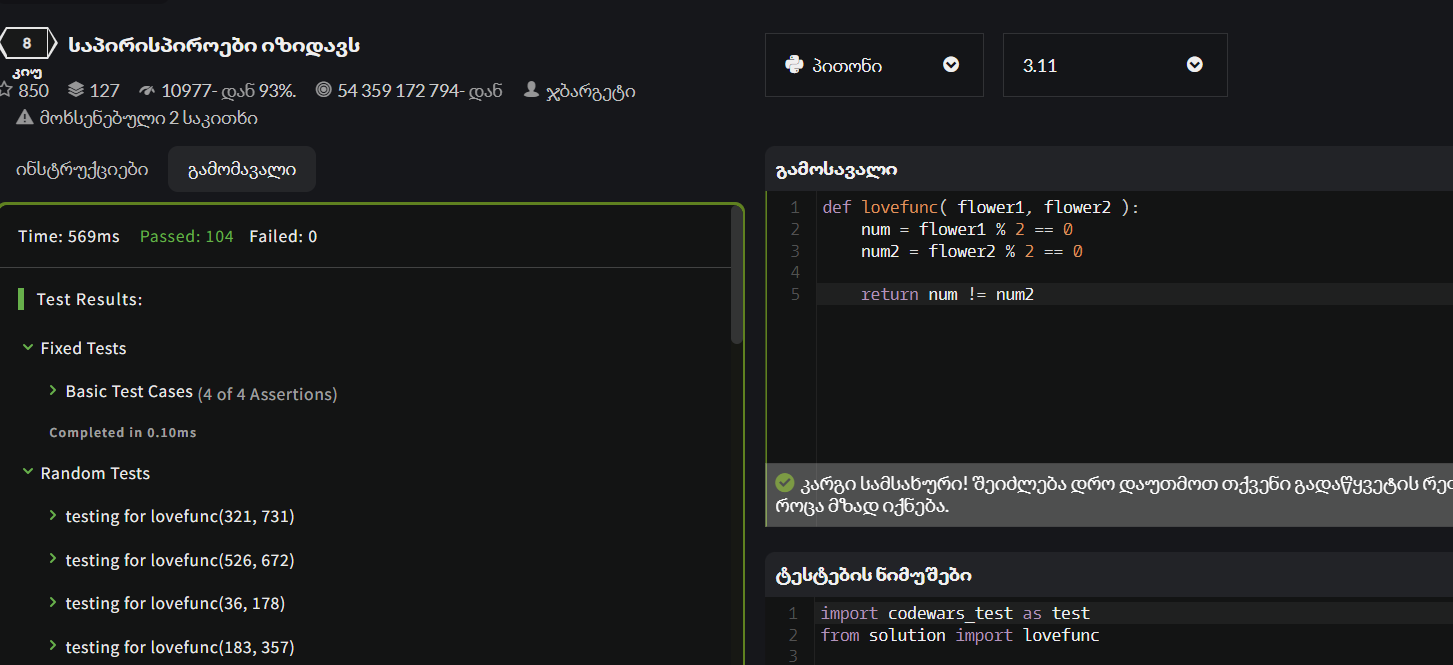 8 საპირისპიროები იზიდავს
კიუ
850 127 10977- დან 93%. 54 359 172 794- დან ჯბარგეტი
მოხსენებული 2 საკითხი
ინსტრუქციები გამომავალი
Time: 569ms Passed: 104 Failed: 0
Test Results:
Fixed Tests
Basic Test Cases (4 of 4 Assertions)
Completed in 0.10ms
Random Tests
testing for lovefunc(321, 731)
testing for lovefunc(526, 672)
testing for lovefunc(36, 178)
testing for lovefunc(183, 357)
პითონი 3.11
გამოსავალი
1 def lovefunc( flower1, flower2 ):
2 num = flower1 % 2 == 0
3 num2 = flower2 % 2 == 0
4
5 return num != num2
კარგი სამსახური! შეიძლება დრო დაუთმოთ თქვენი გადაწყვეტის
როცა მზად იქნება.
ტესტების ნიმუშები
1 import codewars_test as test
2 from solution import lovefunc
3